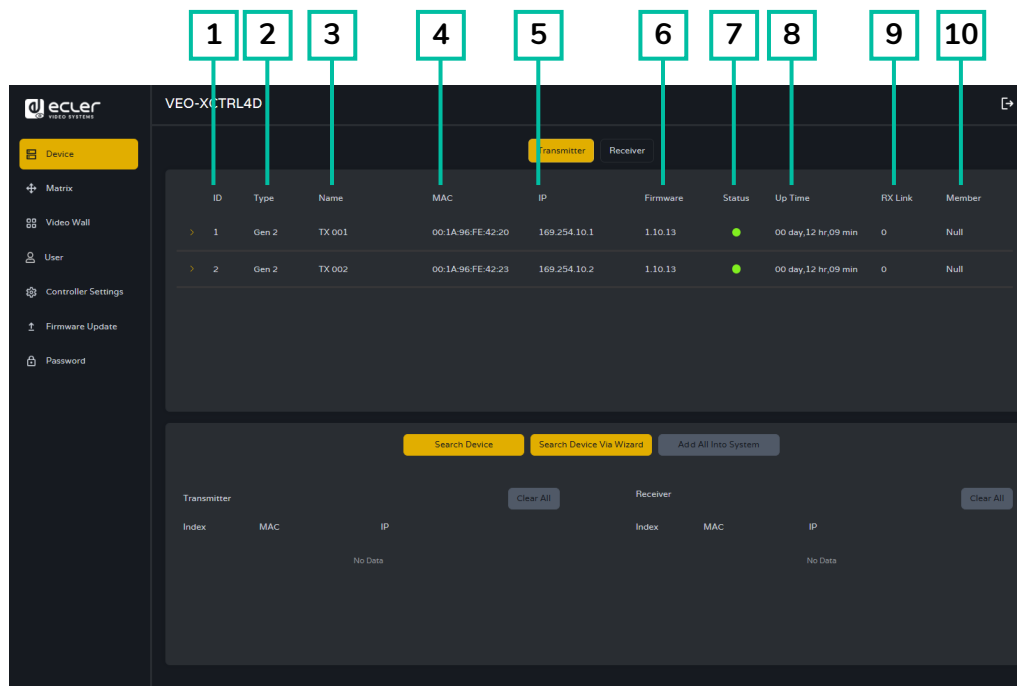 1 2 3 4 5 6 7 8 9 10
ecler
VIDEO SYSTEMS
VEO-XCTRL4D
Device
Matrix
Video Wall
User
Controller Settings
Firmware Update
Password
Transmitter Receiver
ID Type Name MAC IP Firmware Status Up Time RX Link Member
> 1 Gen 2 TX 001 00:1A:96:FE:42:20 169.254.10.1 1.10.13 00 day,12 hr,09 min 0 Null
> 2 Gen 2 TX 002 00:1A:96:FE:42:23 169.254.10.2 1.10.13 00 day,12 hr,09 min 0 Null
Search Device Search Device Via Wizard Add All Into System
Transmitter Clear All
Index MAC IP
No Data
Receiver Clear All
Index MAC IP
No Data